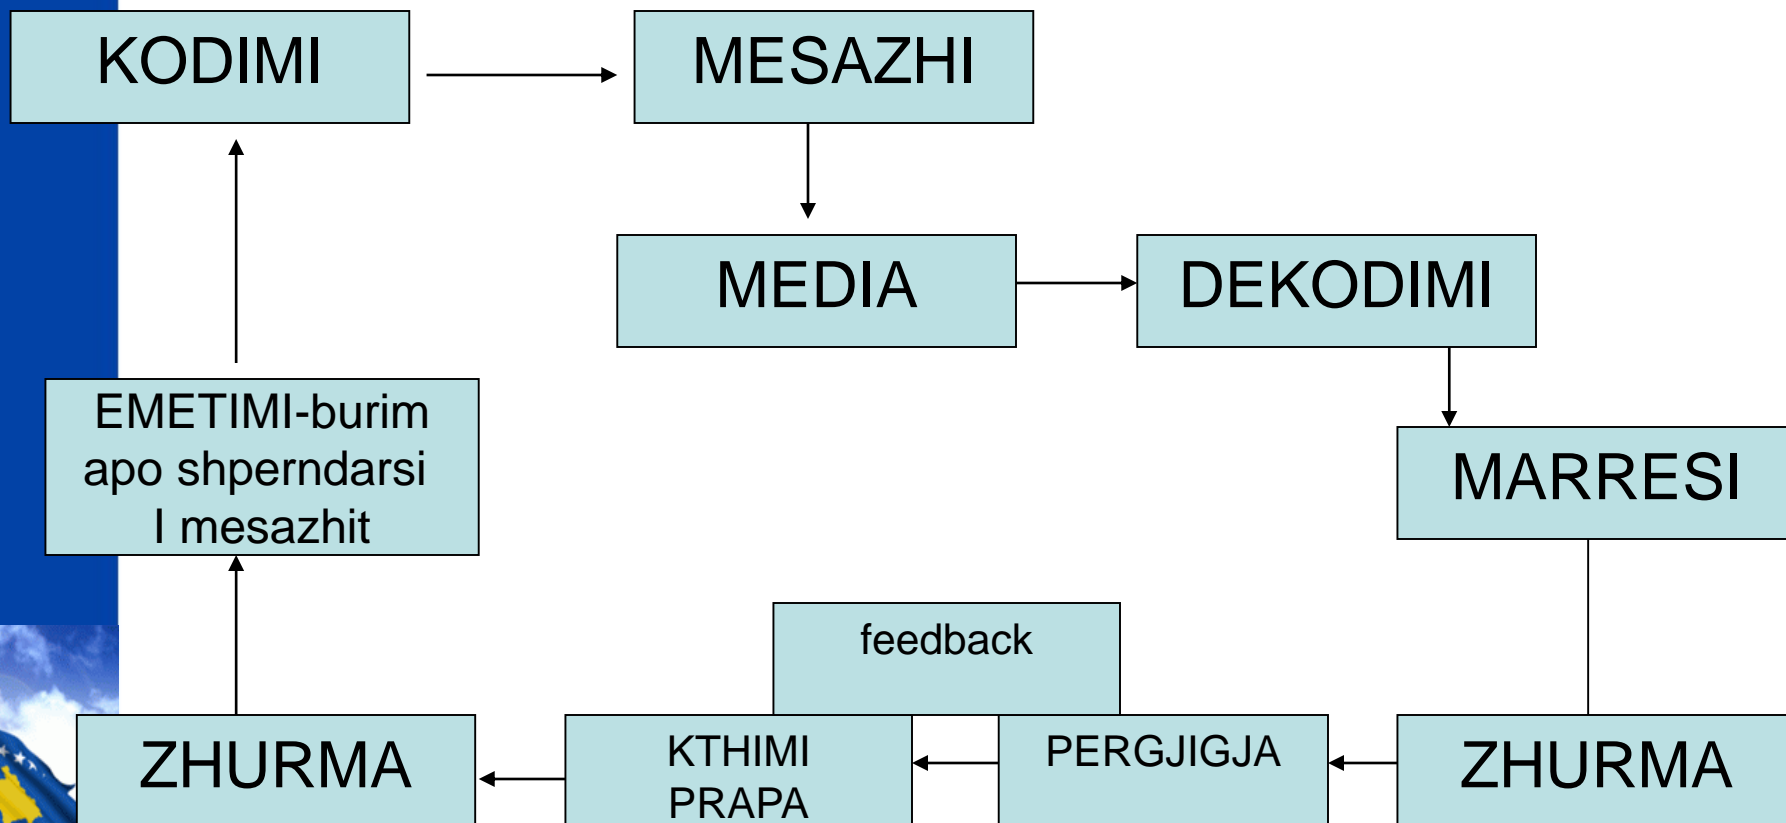 KODIMI
MESAZHI
MEDIA
DEKODIMI
EMETIMI-burim
apo shperndarsi
I mesazhit
MARRESI
feedback
ZHURMA
KTHIMI
PRAPA
PERGJIGJA
ZHURMA